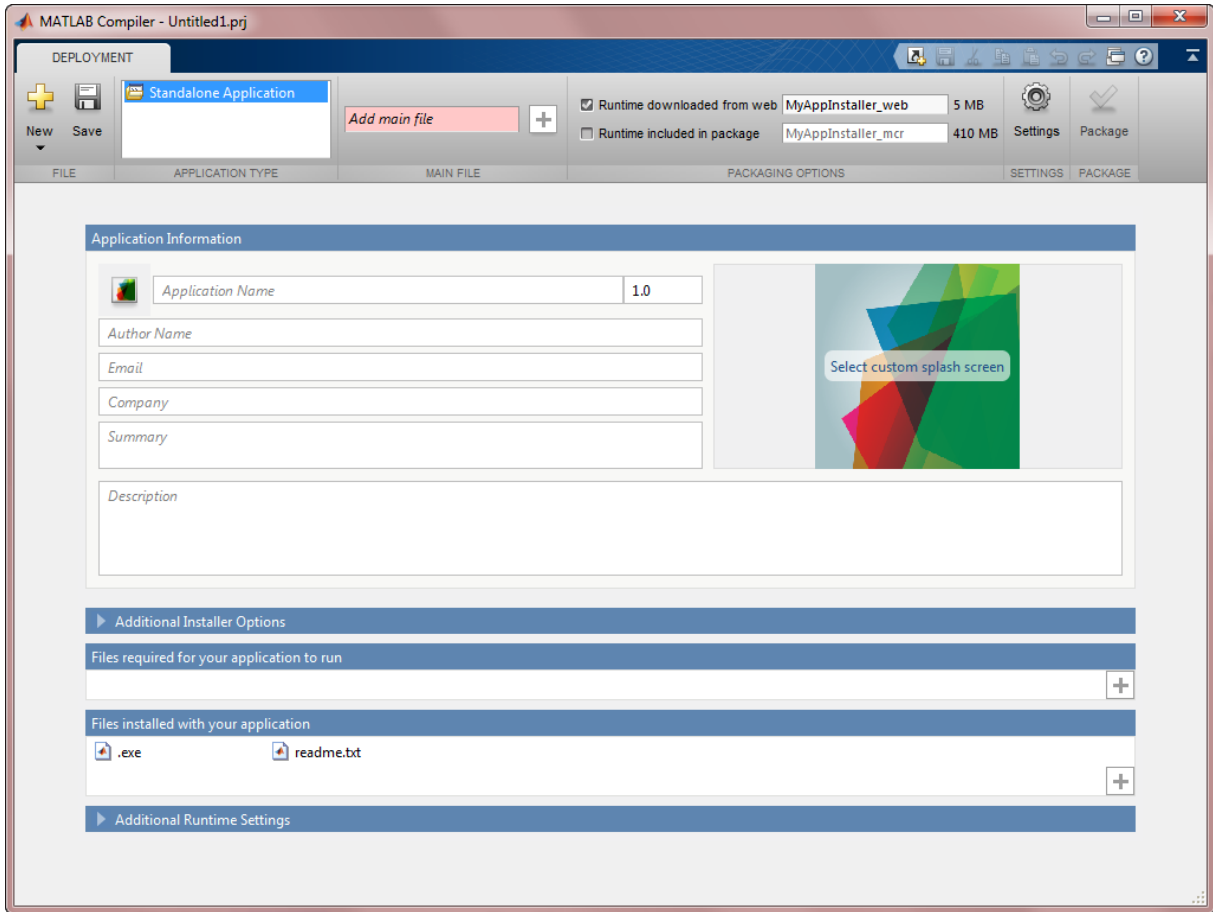 MATLAB Compiler - Untitled1.prj
DEPLOYMENT
New
Save
Standalone Application
Add main file
Runtime downloaded from web MyAppInstaller_web 5 MB
Runtime included in package MyAppInstaller_mcr 410 MB
Settings
Package
FILE APPLICATION TYPE MAIN FILE PACKAGING OPTIONS SETTINGS PACKAGE
Application Information
Application Name 1.0
Author Name
Email
Company
Summary
Select custom splash screen
Description
Additional Installer Options
Files required for your application to run
Files installed with your application
.exe readme.txt
Additional Runtime Settings